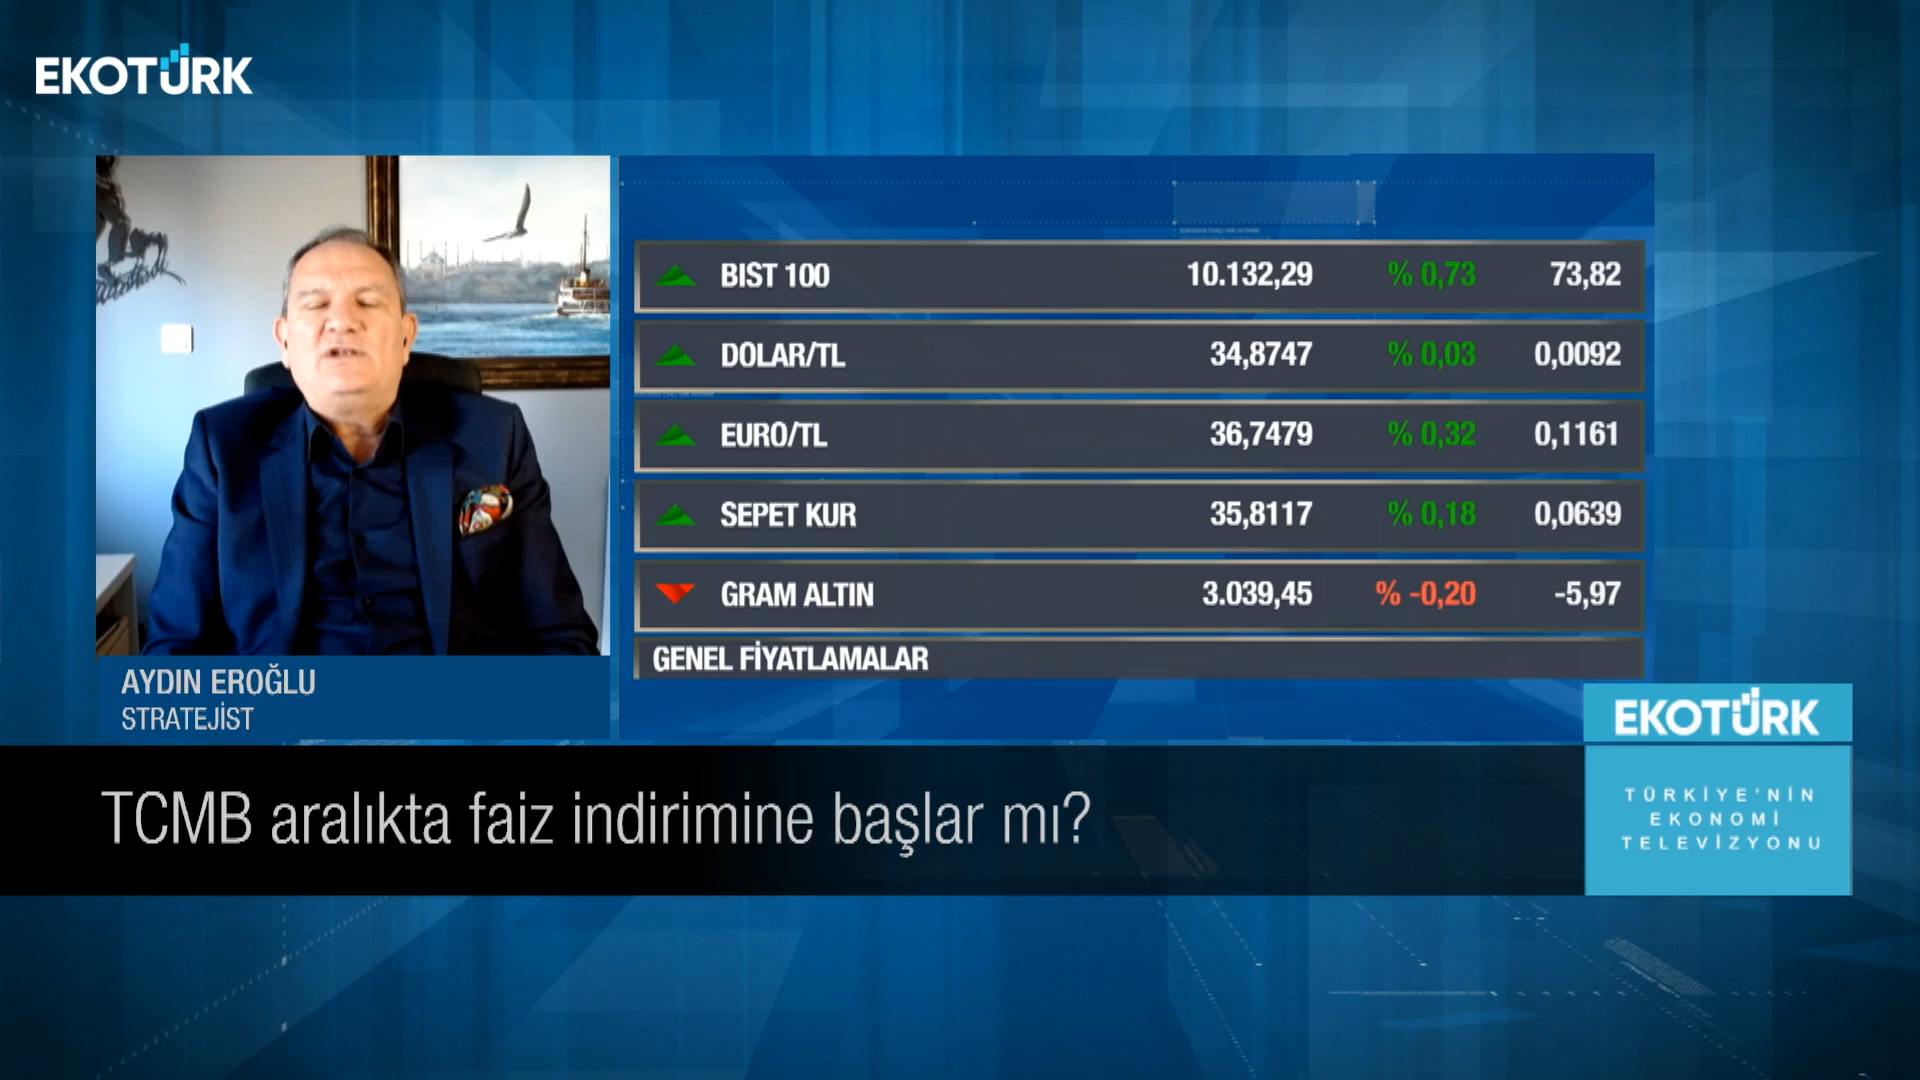 EKOTÜRK
BIST 100 10.132,29 % 0,73 73,82
DOLAR/TL 34,8747 % 0,03 0,0092
EURO/TL 36,7479 % 0,32 0,1161
SEPET KUR 35,8117 % 0,18 0,0639
GRAM ALTIN 3.039,45 % -0,20 -5,97
GENEL FİYATLAMALAR
AYDIN EROĞLU
STRATEJİST
EKOTÜRK
TCMB aralıkta faiz indirimine başlar mı?
TÜRKİYE'NİN
EKONOMİ
TELEVİZYONU